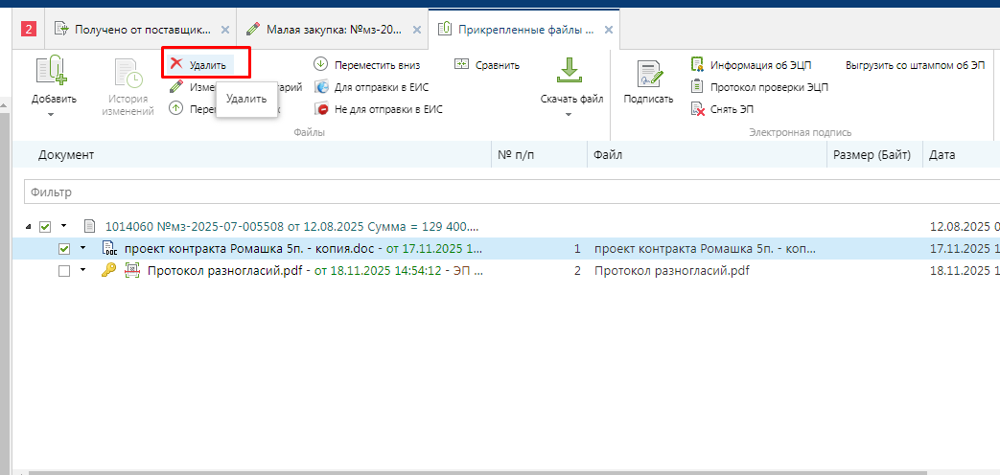 2
Получено от поставщик...
Малая закупка: №мз-20...
Прикрепленные файлы ...
Добавить
История изменений
Удалить
Удалить
Переместить вниз
Для отправки в ЕИС
Не для отправки в ЕИС
Сравнить
Файлы
Скачать файл
Подписать
Информация об ЭЦП
Протокол проверки ЭЦП
Снять ЭП
Выгрузить со штампом об ЭП
Электронная подпись
Документ № п/п Файл Размер (Байт) Дата
Фильтр
1014060 №мз-2025-07-005508 от 12.08.2025 Сумма = 129 400.... 12.08.2025 0
DOC проект контракта Ромашка 5п. - копия.doc - от 17.11.2025 1... 1 проект контракта Ромашка 5п. - коп... 17.11.2025 1
Протокол разногласий.pdf - от 18.11.2025 14:54:12 - ЭП ... 2 Протокол разногласий.pdf 18.11.2025 1